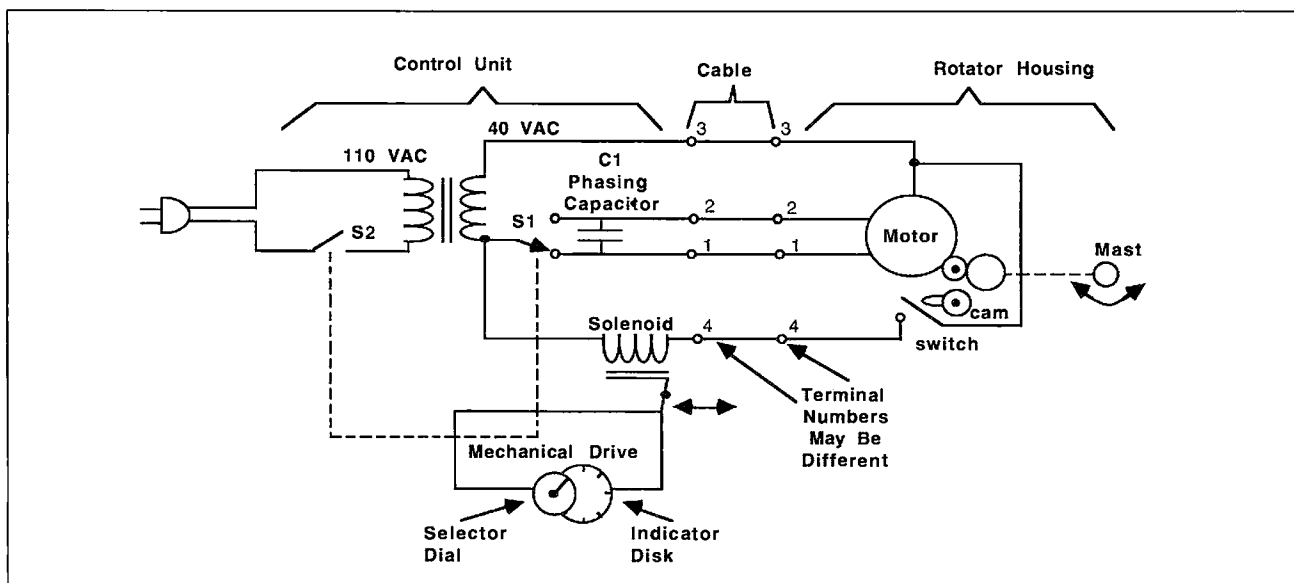 Control Unit
Cable
Rotator Housing
40 VAC
3 3
110 VAC
C1
Phasing
Capacitor
S1
2 2
S2
1 1
Motor
Mast
cam
Solenoid
4 4
switch
Terminal
Numbers
May Be
Different
Mechanical Drive
Selector
Dial
Indicator
Disk